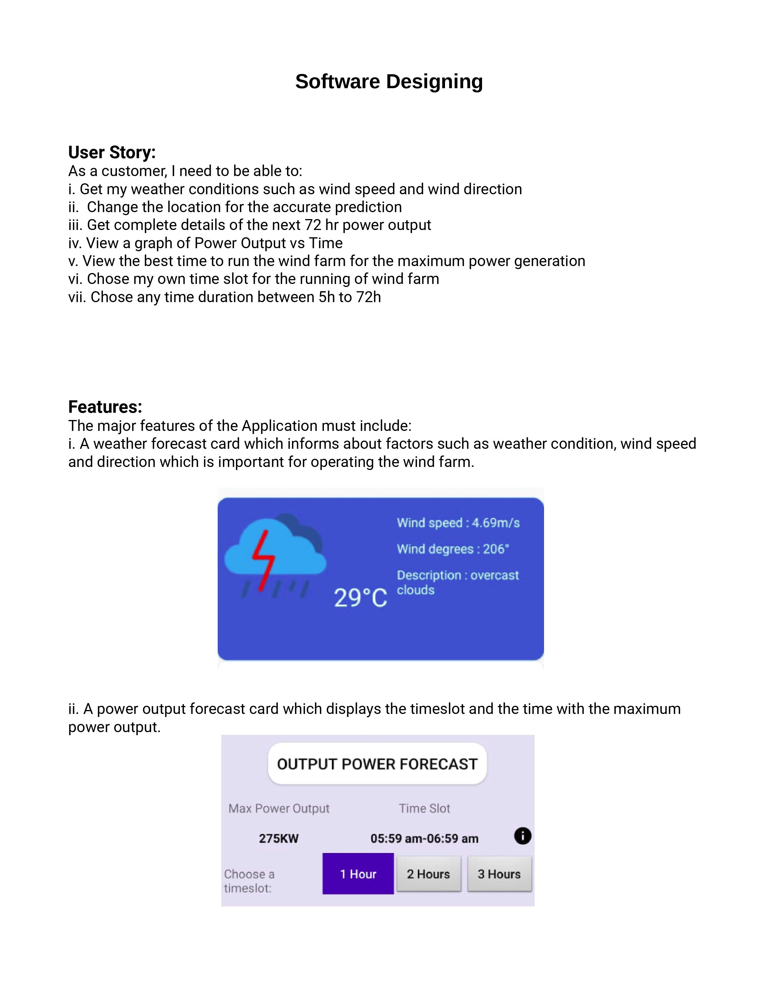 Software Designing
User Story:
As a customer, I need to be able to:
i. Get my weather conditions such as wind speed and wind direction
ii.  Change the location for the accurate prediction
iii. Get complete details of the next 72 hr power output
iv. View a graph of Power Output vs Time
v. View the best time to run the wind farm for the maximum power generation
vi. Chose my own time slot for the running of wind farm
vii. Chose any time duration between 5h to 72h
Features:
The major features of the Application must include:
i. A weather forecast card which informs about factors such as weather condition, wind speed
and direction which is important for operating the wind farm.
Wind speed : 4.69m/s
Wind degrees : 206°
Description : overcast
clouds
29°C
ii. A power output forecast card which displays the timeslot and the time with the maximum
power output.
OUTPUT POWER FORECAST
Max Power Output Time Slot
275KW 05:59 am-06:59 am i
Choose a
timeslot:
1 Hour 2 Hours 3 Hours